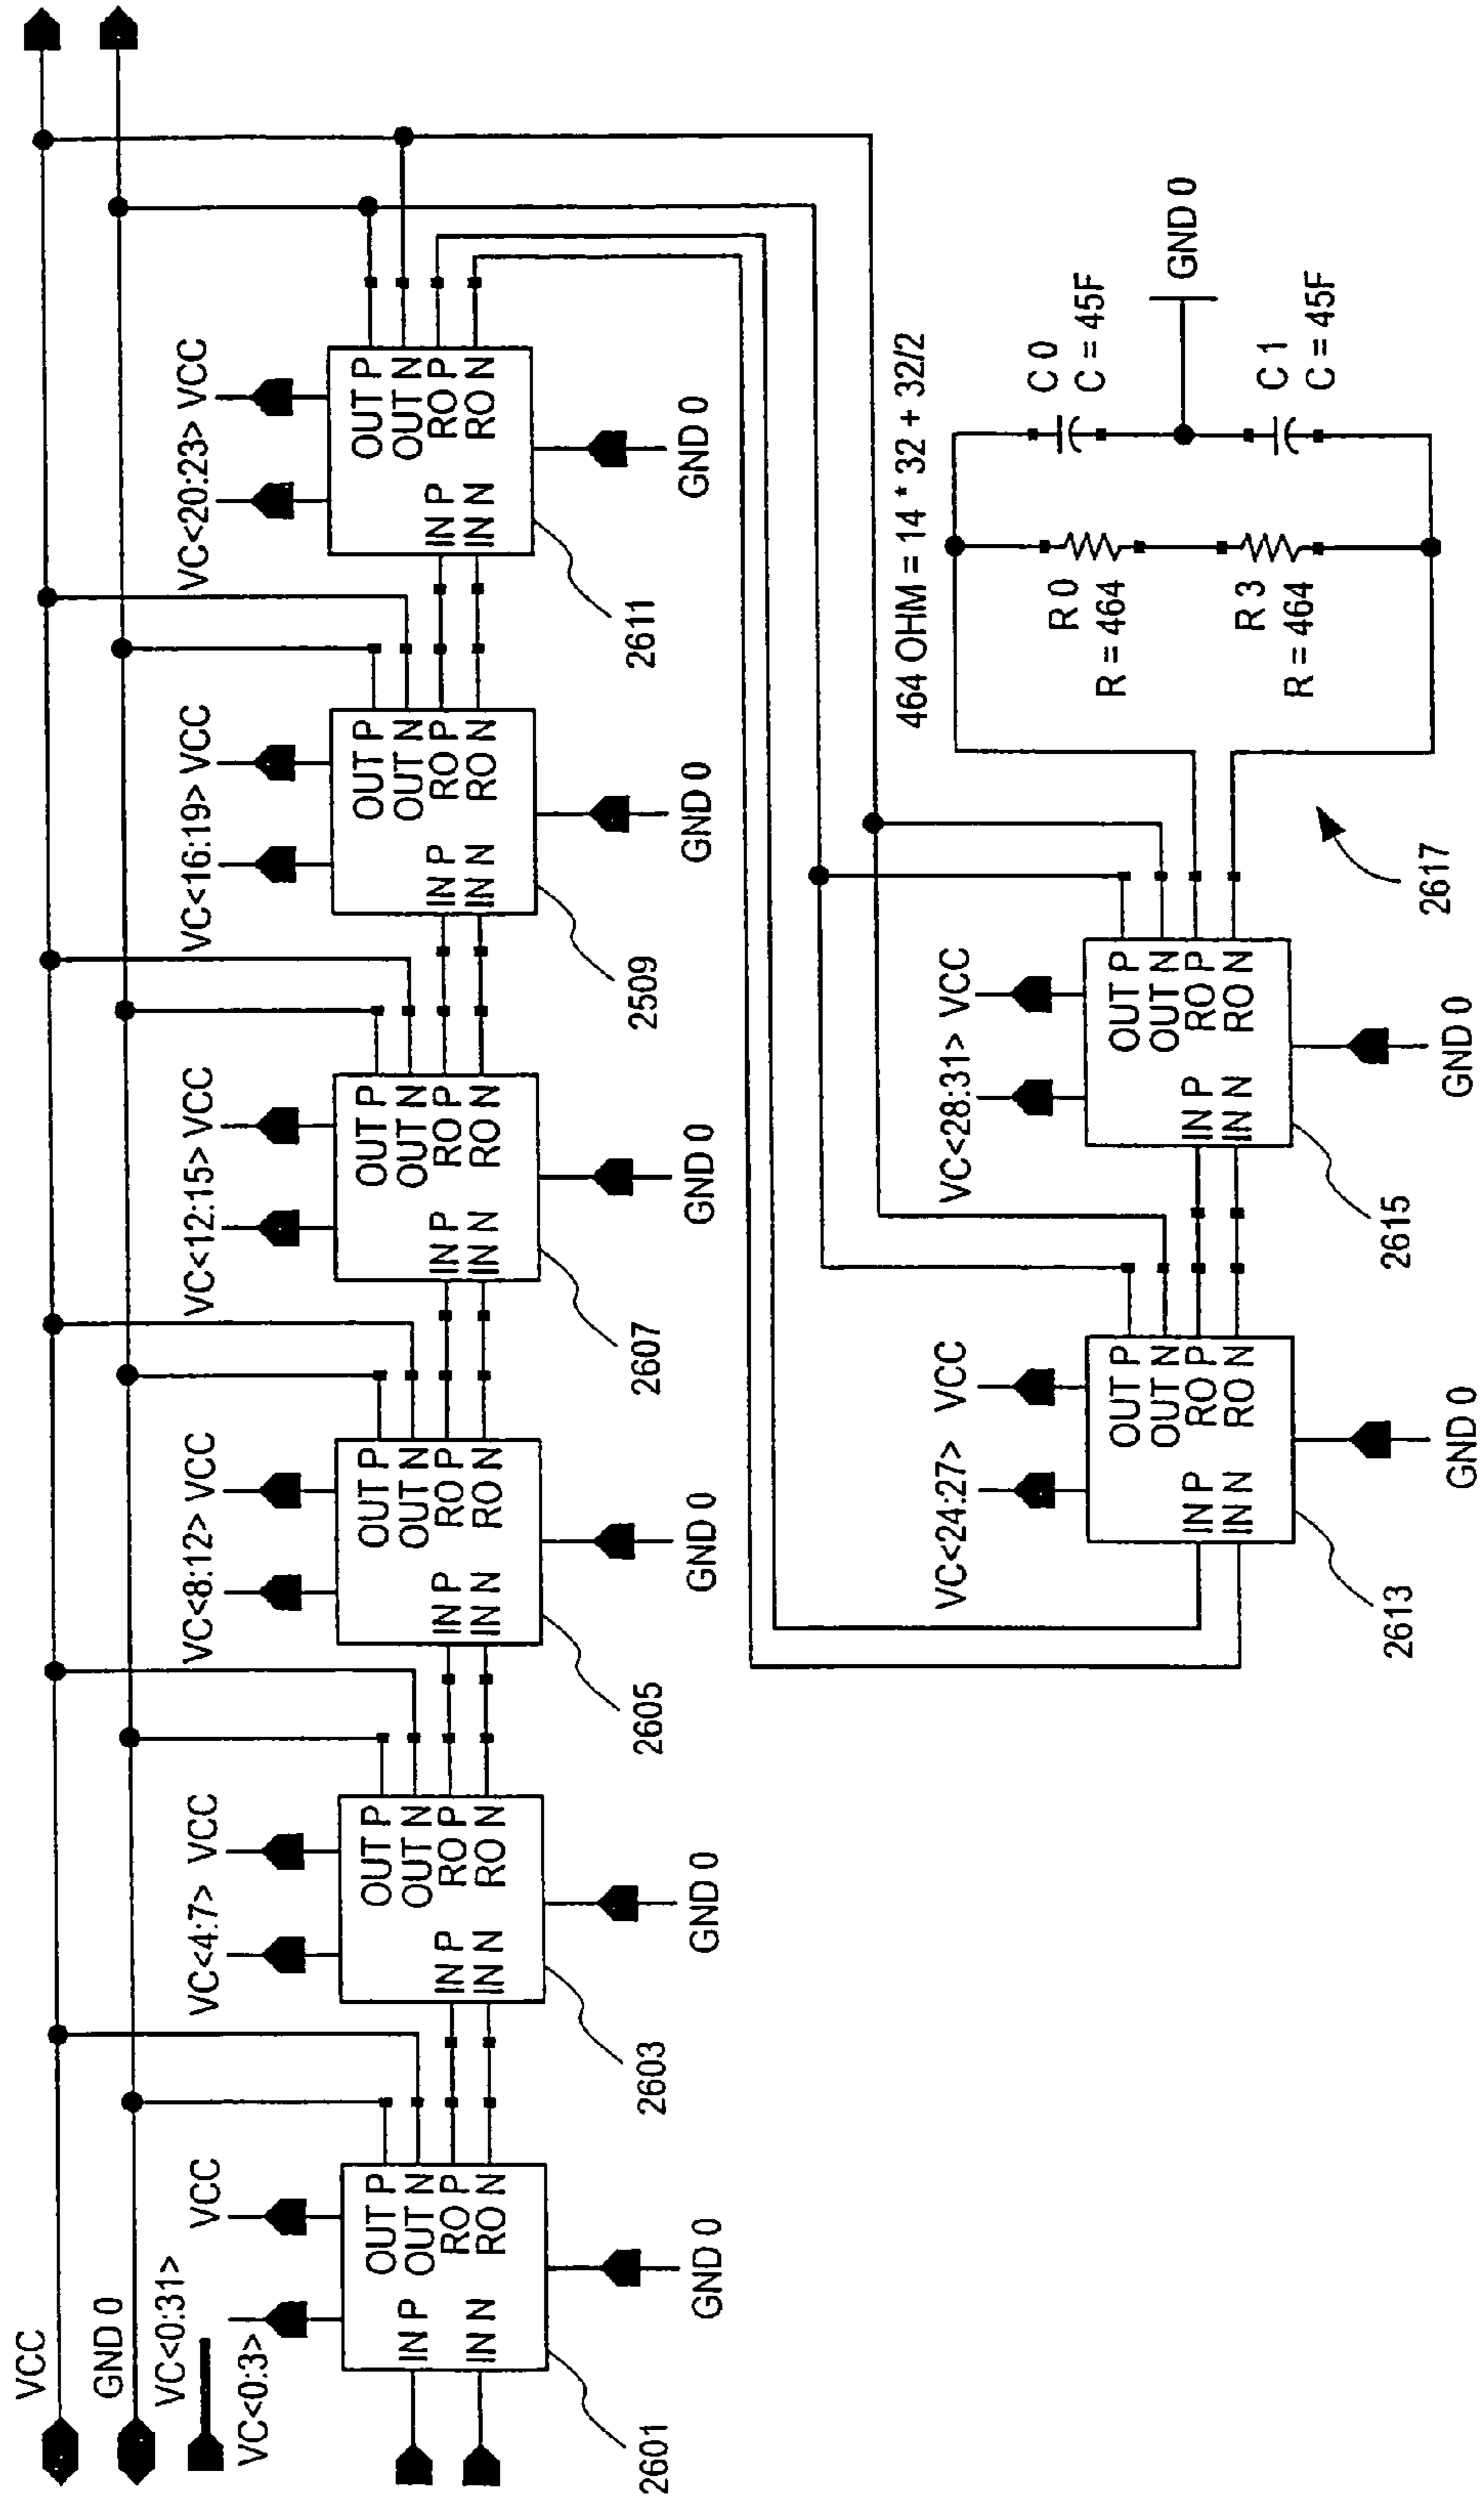 VCC
GND 0
VC<0:31>
VC<0:3>
VCC
IN P
IN N
OUT P
OUT N
RO P
RO N
GND 0
2601
VC<4:7> VCC
IN P
IN N
OUT P
OUT N
RO P
RO N
GND 0
2603
VC<8:12> VCC
IN P
IN N
OUT P
OUT N
RO P
RO N
GND 0
2605
VC<12:15> VCC
IN P
IN N
OUT P
OUT N
RO P
RO N
GND 0
2607
VC<16:19> VCC
IN P
IN N
OUT P
OUT N
RO P
RO N
GND 0
2509
VC<20:23> VCC
IN P
IN N
OUT P
OUT N
RO P
RO N
GND 0
2611
VC<24:27> VCC
IN P
IN N
OUT P
OUT N
RO P
RO N
GND 0
2613
VC<28:31> VCC
IN P
IN N
OUT P
OUT N
RO P
RO N
GND 0
2615
464 OHM = 14 * 32 + 32/2
R 0
R = 464
R 3
R = 464
C 0
C = 45F
C 1
C = 45F
GND 0
2617